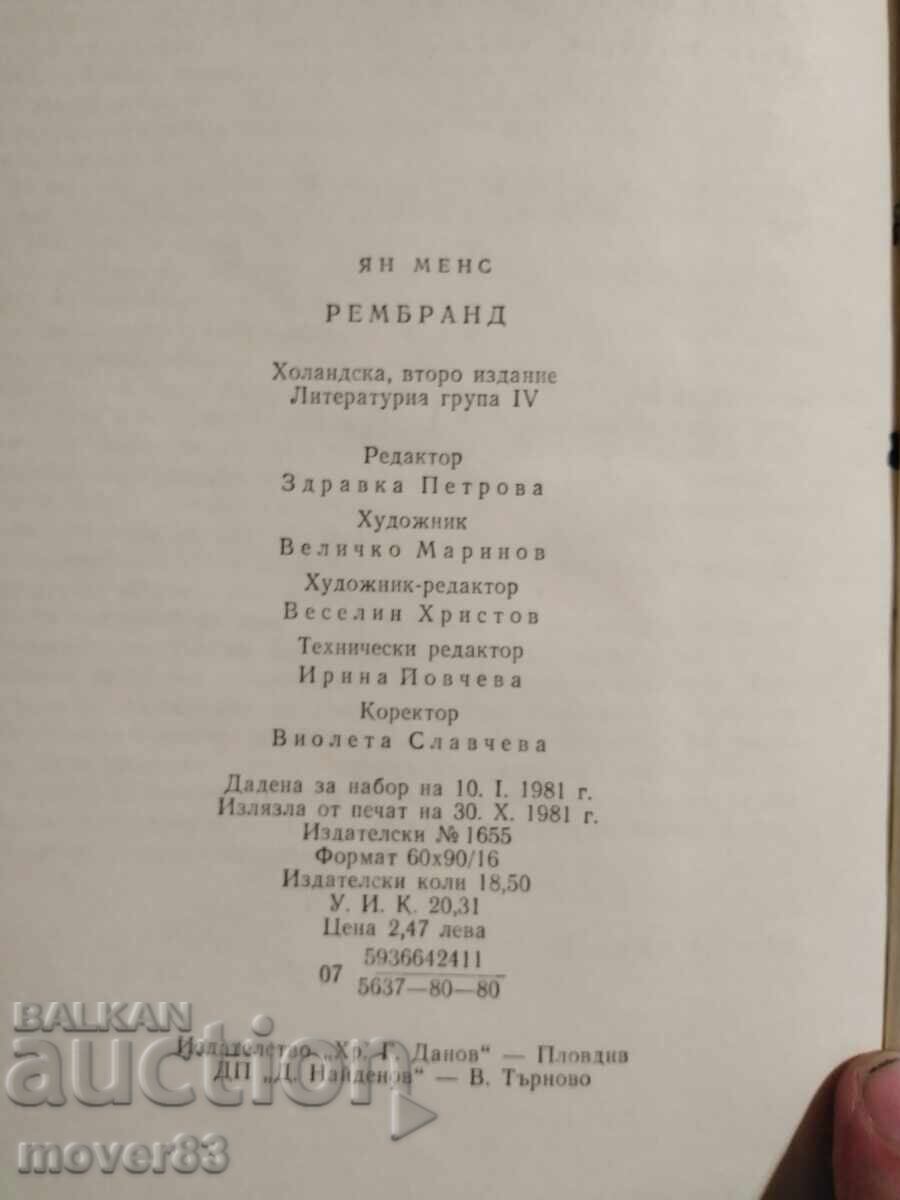 ЯН МЕНС
РЕМБРАНД
Холандска, второ издание
Литературна група IV
Редактор
Здравка Петрова
Художник
Величко Маринов
Художник-редактор
Веселин Христов
Технически редактор
Ирина Йовчева
Коректор
Виолета Славчева
Дадена за набор на 10. I. 1981 г.
Излязла от печат на 30. X. 1981 г.
Издателски № 1655
Формат 60x90/16
Издателски коли 18,50
У. И. К. 20,31
Цена 2,47 лева
07 5936642411
5637—80—80
Издателство „Хр. Г. Данов“ — Пловдив
ДП „Д. Найденов“ — В. Търново
BALKAN
auction
mover83